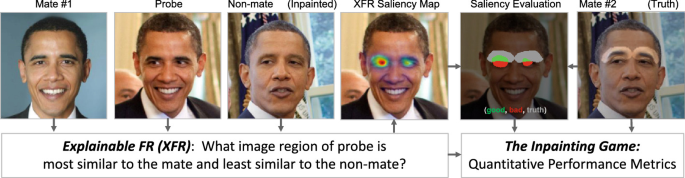 Mate #1
Probe
Non-mate (Inpainted)
XFR Saliency Map
Saliency Evaluation
Mate #2 (Truth)
(good, bad, truth)
Explainable FR (XFR): What image region of probe is
most similar to the mate and least similar to the non-mate?
The Inpainting Game:
Quantitative Performance Metrics